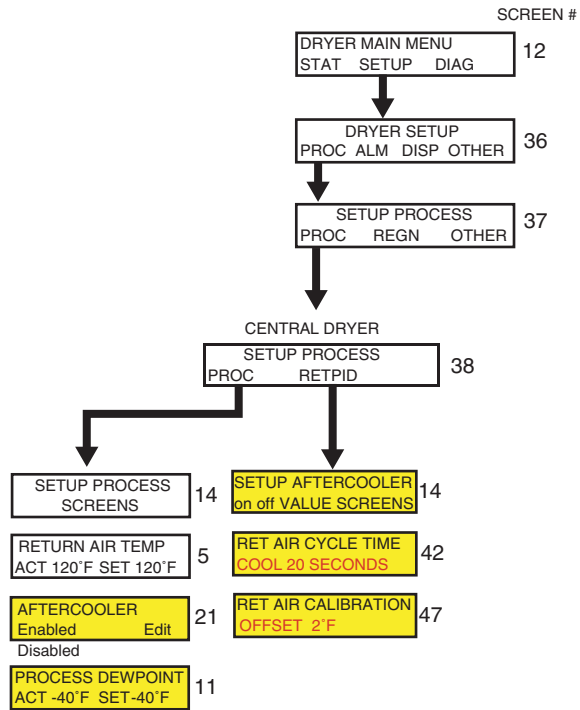 SCREEN #
DRYER MAIN MENU
STAT SETUP DIAG
12
DRYER SETUP
PROC ALM DISP OTHER
36
SETUP PROCESS
PROC REGN OTHER
37
CENTRAL DRYER
SETUP PROCESS
PROC RETPID
38
SETUP PROCESS
SCREENS
14
RETURN AIR TEMP
ACT 120°F SET 120°F
5
AFTERCOOLER
Enabled Edit
21
Disabled
PROCESS DEWPOINT
ACT -40°F SET-40°F
11
SETUP AFTERCOOLER
on off VALUE SCREENS
14
RET AIR CYCLE TIME
COOL 20 SECONDS
42
RET AIR CALIBRATION
OFFSET 2°F
47